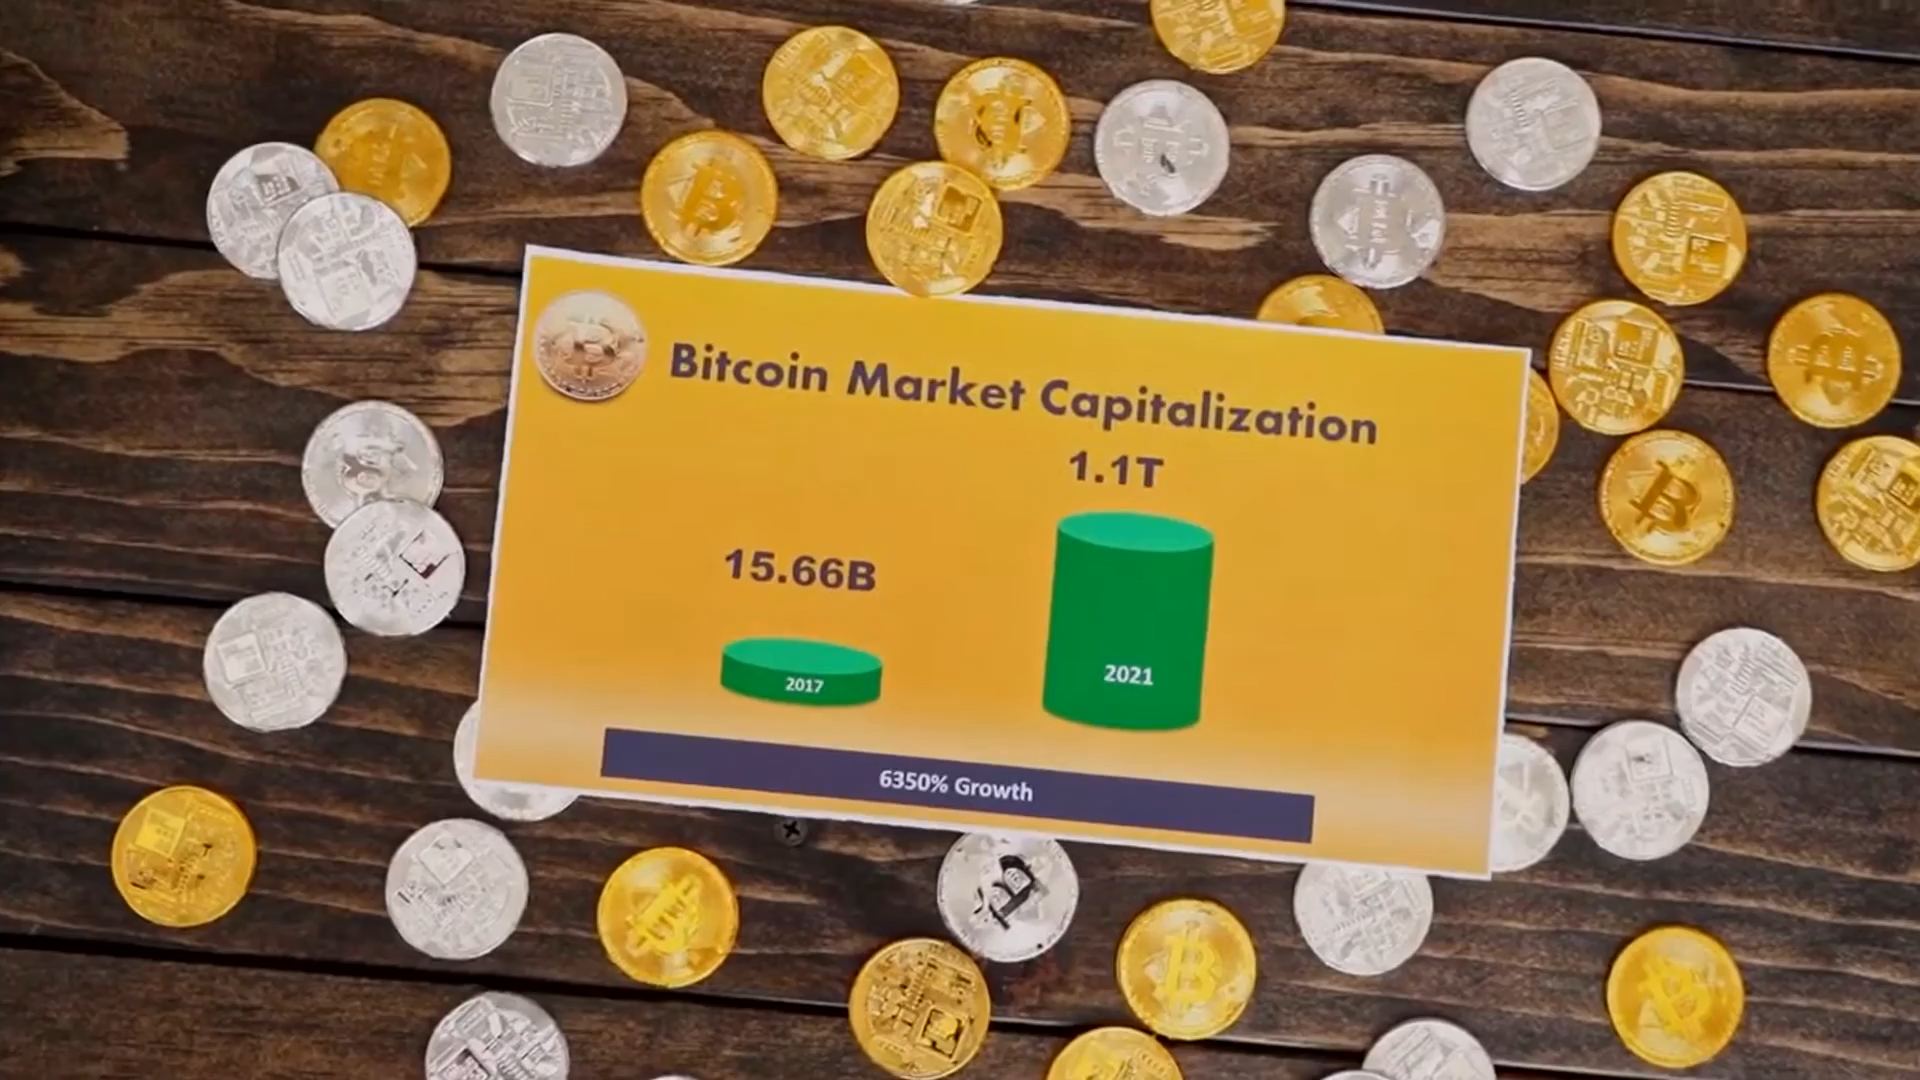 Bitcoin Market Capitalization
1.1T
15.66B
2017
2021
6350% Growth